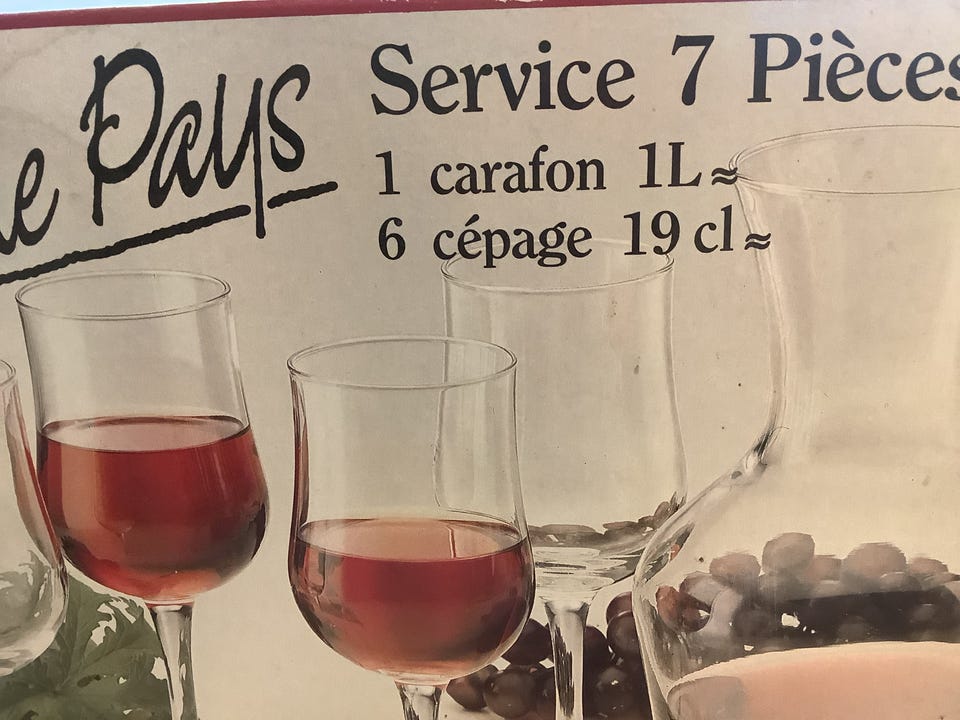 Pays
Service 7 Pièces
1 carafon 1L≈
6 cépage 19 cl≈